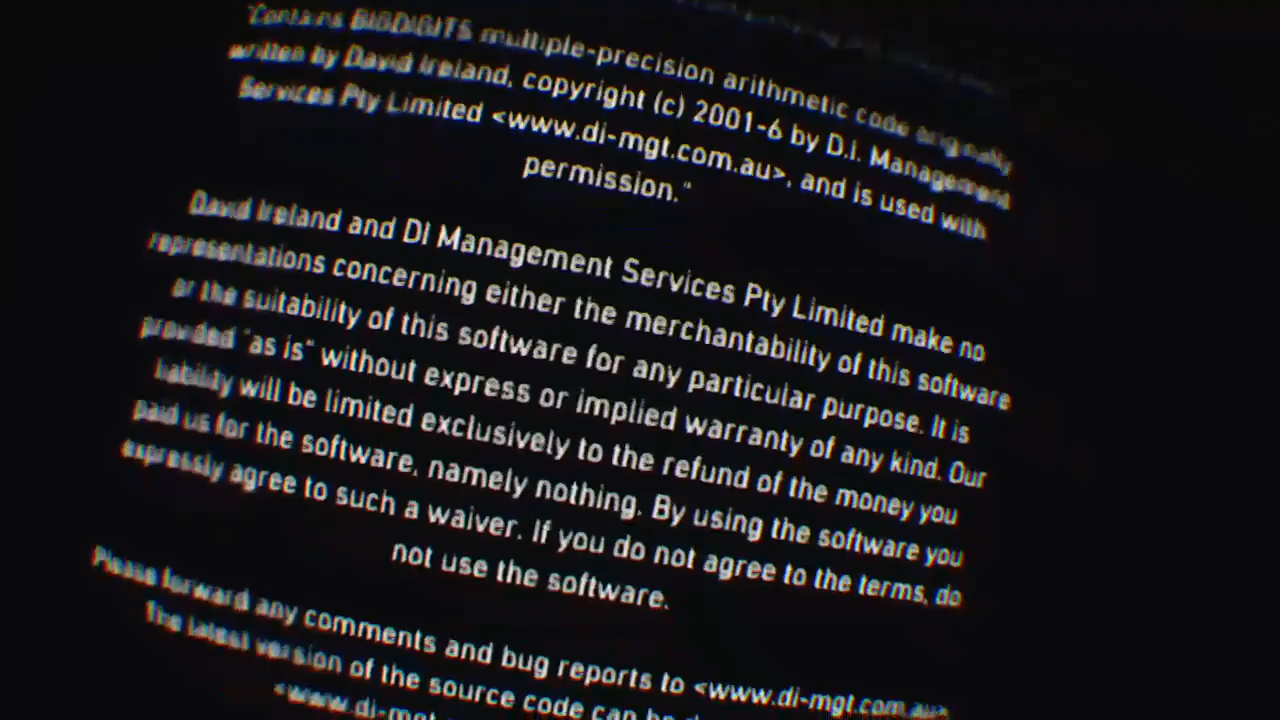 "Contains BIGDIGITS multiple-precision arithmetic code originally
written by David Ireland, copyright (c) 2001-6 by D.I. Management
Services Pty Limited <www.di-mgt.com.au>, and is used with
permission."
David Ireland and DI Management Services Pty Limited make no
representations concerning either the merchantability of this software
or the suitability of this software for any particular purpose. It is
provided "as is" without express or implied warranty of any kind. Our
liability will be limited exclusively to the refund of the money you
paid us for the software, namely nothing. By using the software you
expressly agree to such a waiver. If you do not agree to the terms, do
not use the software.
Please forward any comments and bug reports to <www.di-mgt.com.au>
The latest version of the source code can be
<www.di-mgt